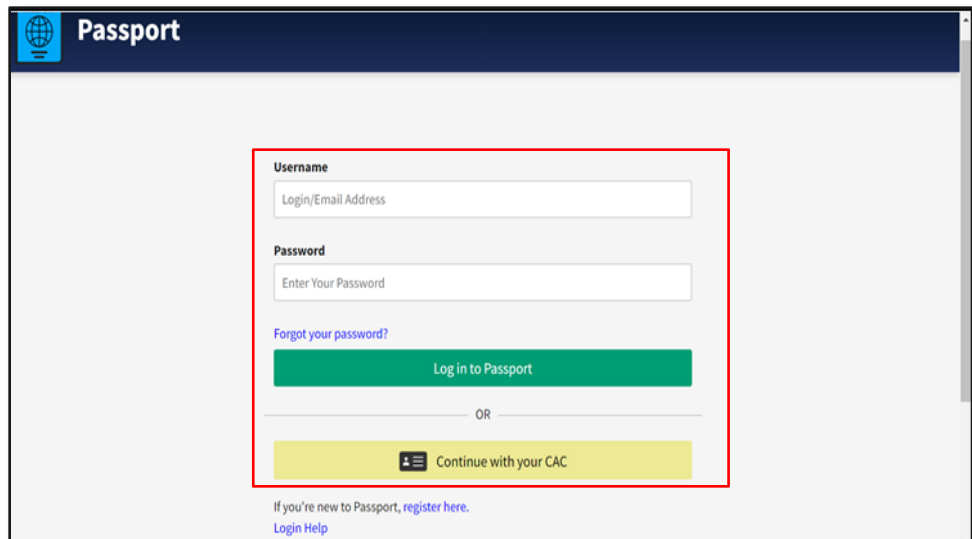 Passport
Username
Login/Email Address
Password
Enter Your Password
Forgot your password?
Log in to Passport
OR
Continue with your CAC
If you're new to Passport, register here.
Login Help